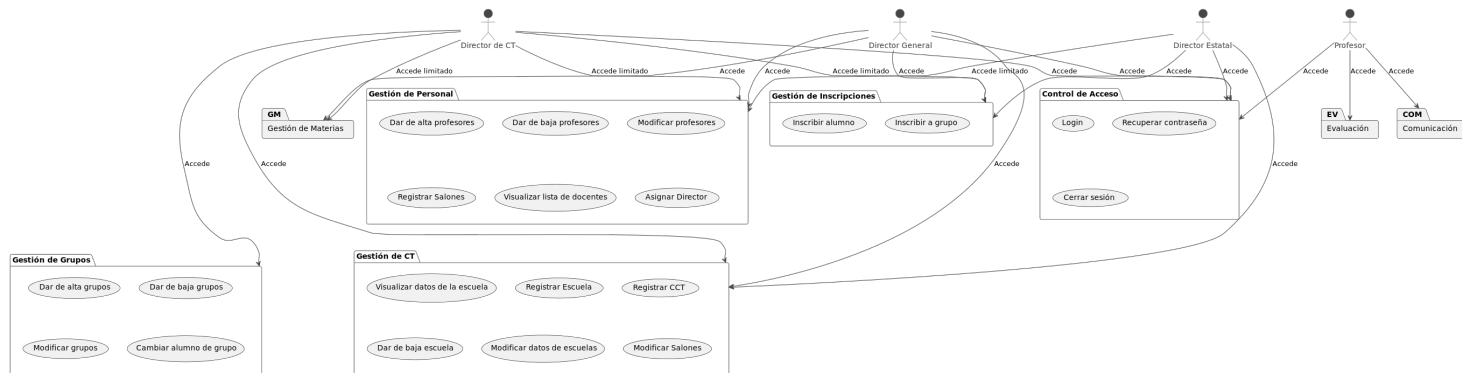 Director de CT
Director General
Director Estatal
Profesor
Accede limitado
Accede limitado
Accede
Accede
Accede limitado
Accede
Accede limitado
Accede
Accede
Accede
Accede
Accede
Accede
Gestión de Personal
Dar de alta profesores
Dar de baja profesores
Modificar profesores
Registrar Salones
Visualizar lista de docentes
Asignar Director
Gestión de Inscripciones
Inscribir alumno
Inscribir a grupo
Control de Acceso
Login
Recuperar contraseña
Cerrar sesión
GM
Gestión de Materias
EV
Evaluación
COM
Comunicación
Accede
Accede
Accede
Accede
Gestión de Grupos
Dar de alta grupos
Dar de baja grupos
Modificar grupos
Cambiar alumno de grupo
Gestión de CT
Visualizar datos de la escuela
Registrar Escuela
Registrar CCT
Dar de baja escuela
Modificar datos de escuelas
Modificar Salones